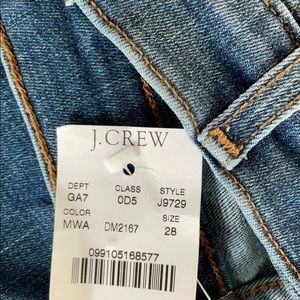 J.CREW
DEPT CLASS STYLE
GA7 0D5 J9729
COLOR SIZE
MWA DM2167 28
099105168577